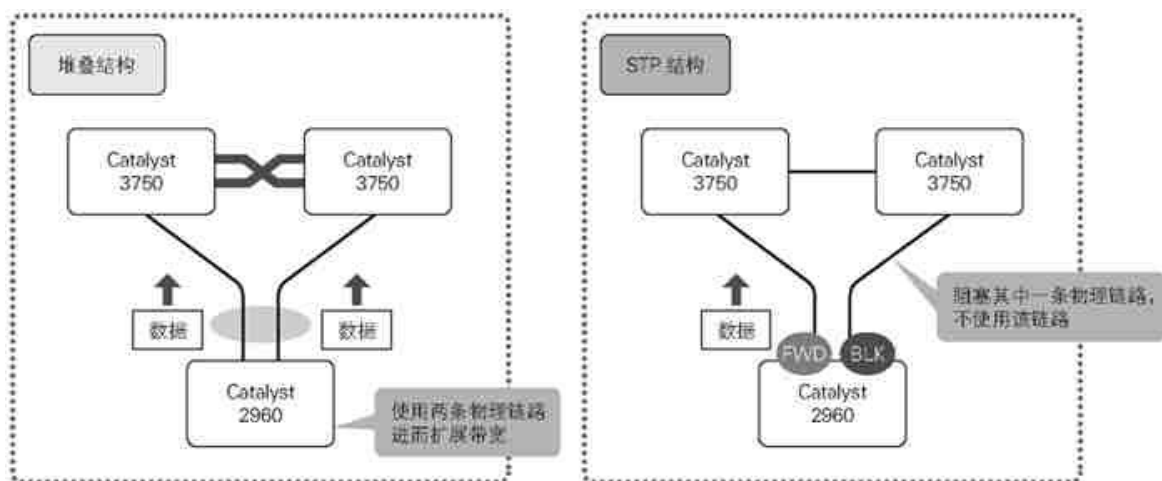 堆叠结构
Catalyst
3750
Catalyst
3750
数据
数据
Catalyst
2960
使用两条物理链路
进而扩展带宽
STP 结构
Catalyst
3750
Catalyst
3750
数据
阻塞其中一条物理链路，
不使用该链路
FWD
BLK
Catalyst
2960